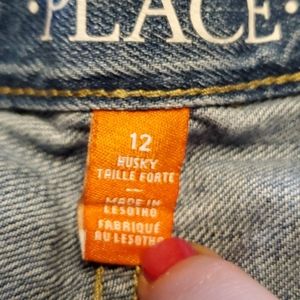 ·PLACE·
12
HUSKY
TAILLE FORTE
MADE IN
LESOTHO
FABRIQUÉ
AU LESOTHO